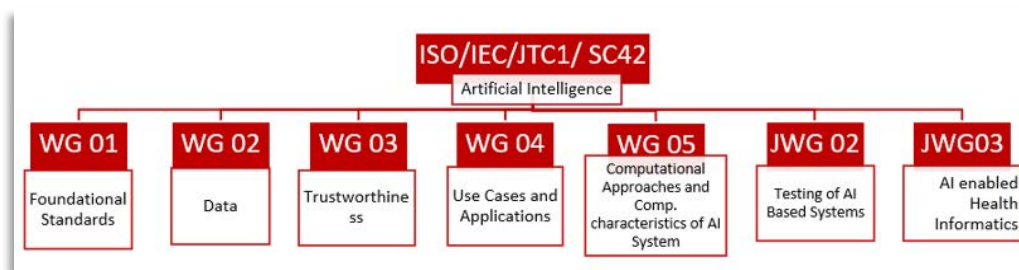 ISO/IEC/JTC1/ SC42
Artificial Intelligence
WG 01
Foundational
Standards
WG 02
Data
WG 03
Trustworthine
ss
WG 04
Use Cases and
Applications
WG 05
Computational
Approaches and
Comp.
characteristics of AI
System
JWG 02
Testing of AI
Based Systems
JWG03
AI enabled
Health
Informatics